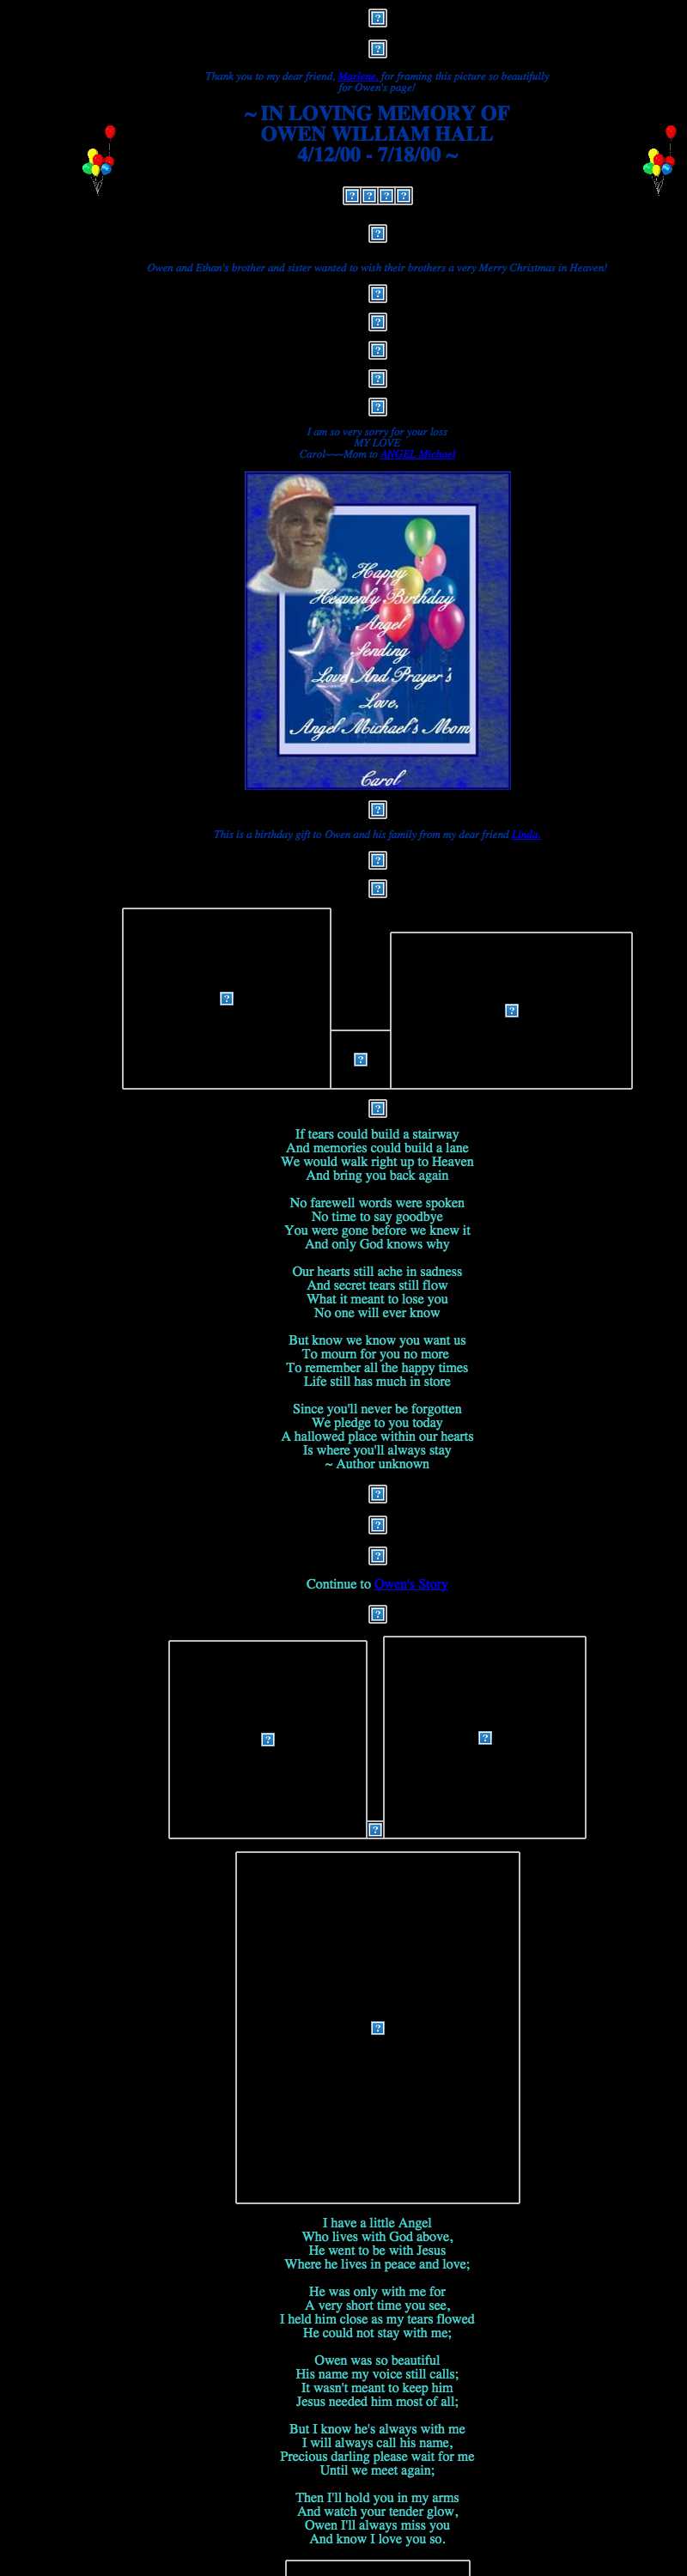 Thank you to my dear friend, Marlene, for framing this picture so beautifully
for Owen's page!
~ IN LOVING MEMORY OF
OWEN WILLIAM HALL
4/12/00 - 7/18/00 ~
Owen and Ethan's brother and sister wanted to wish their brothers a very Merry Christmas in Heaven!
I am so very sorry for your loss
MY LOVE
Carol~~~Mom to ANGEL Michael
Happy
Heavenly Birthday
Angel
Sending
Love And Prayer's
Love,
Angel Michael's Mom
Carol
This is a birthday gift to Owen and his family from my dear friend Linda.
If tears could build a stairway
And memories could build a lane
We would walk right up to Heaven
And bring you back again
No farewell words were spoken
No time to say goodbye
You were gone before we knew it
And only God knows why
Our hearts still ache in sadness
And secret tears still flow
What it meant to lose you
No one will ever know
But know we know you want us
To mourn for you no more
To remember all the happy times
Life still has much in store
Since you'll never be forgotten
We pledge to you today
A hallowed place within our hearts
Is where you'll always stay
~ Author unknown
Continue to Owen's Story
I have a little Angel
Who lives with God above,
He went to be with Jesus
Where he lives in peace and love;
He was only with me for
A very short time you see,
I held him close as my tears flowed
He could not stay with me;
Owen was so beautiful
His name my voice still calls;
It wasn't meant to keep him
Jesus needed him most of all;
But I know he's always with me
I will always call his name,
Precious darling please wait for me
Until we meet again;
Then I'll hold you in my arms
And watch your tender glow,
Owen I'll always miss you
And know I love you so.